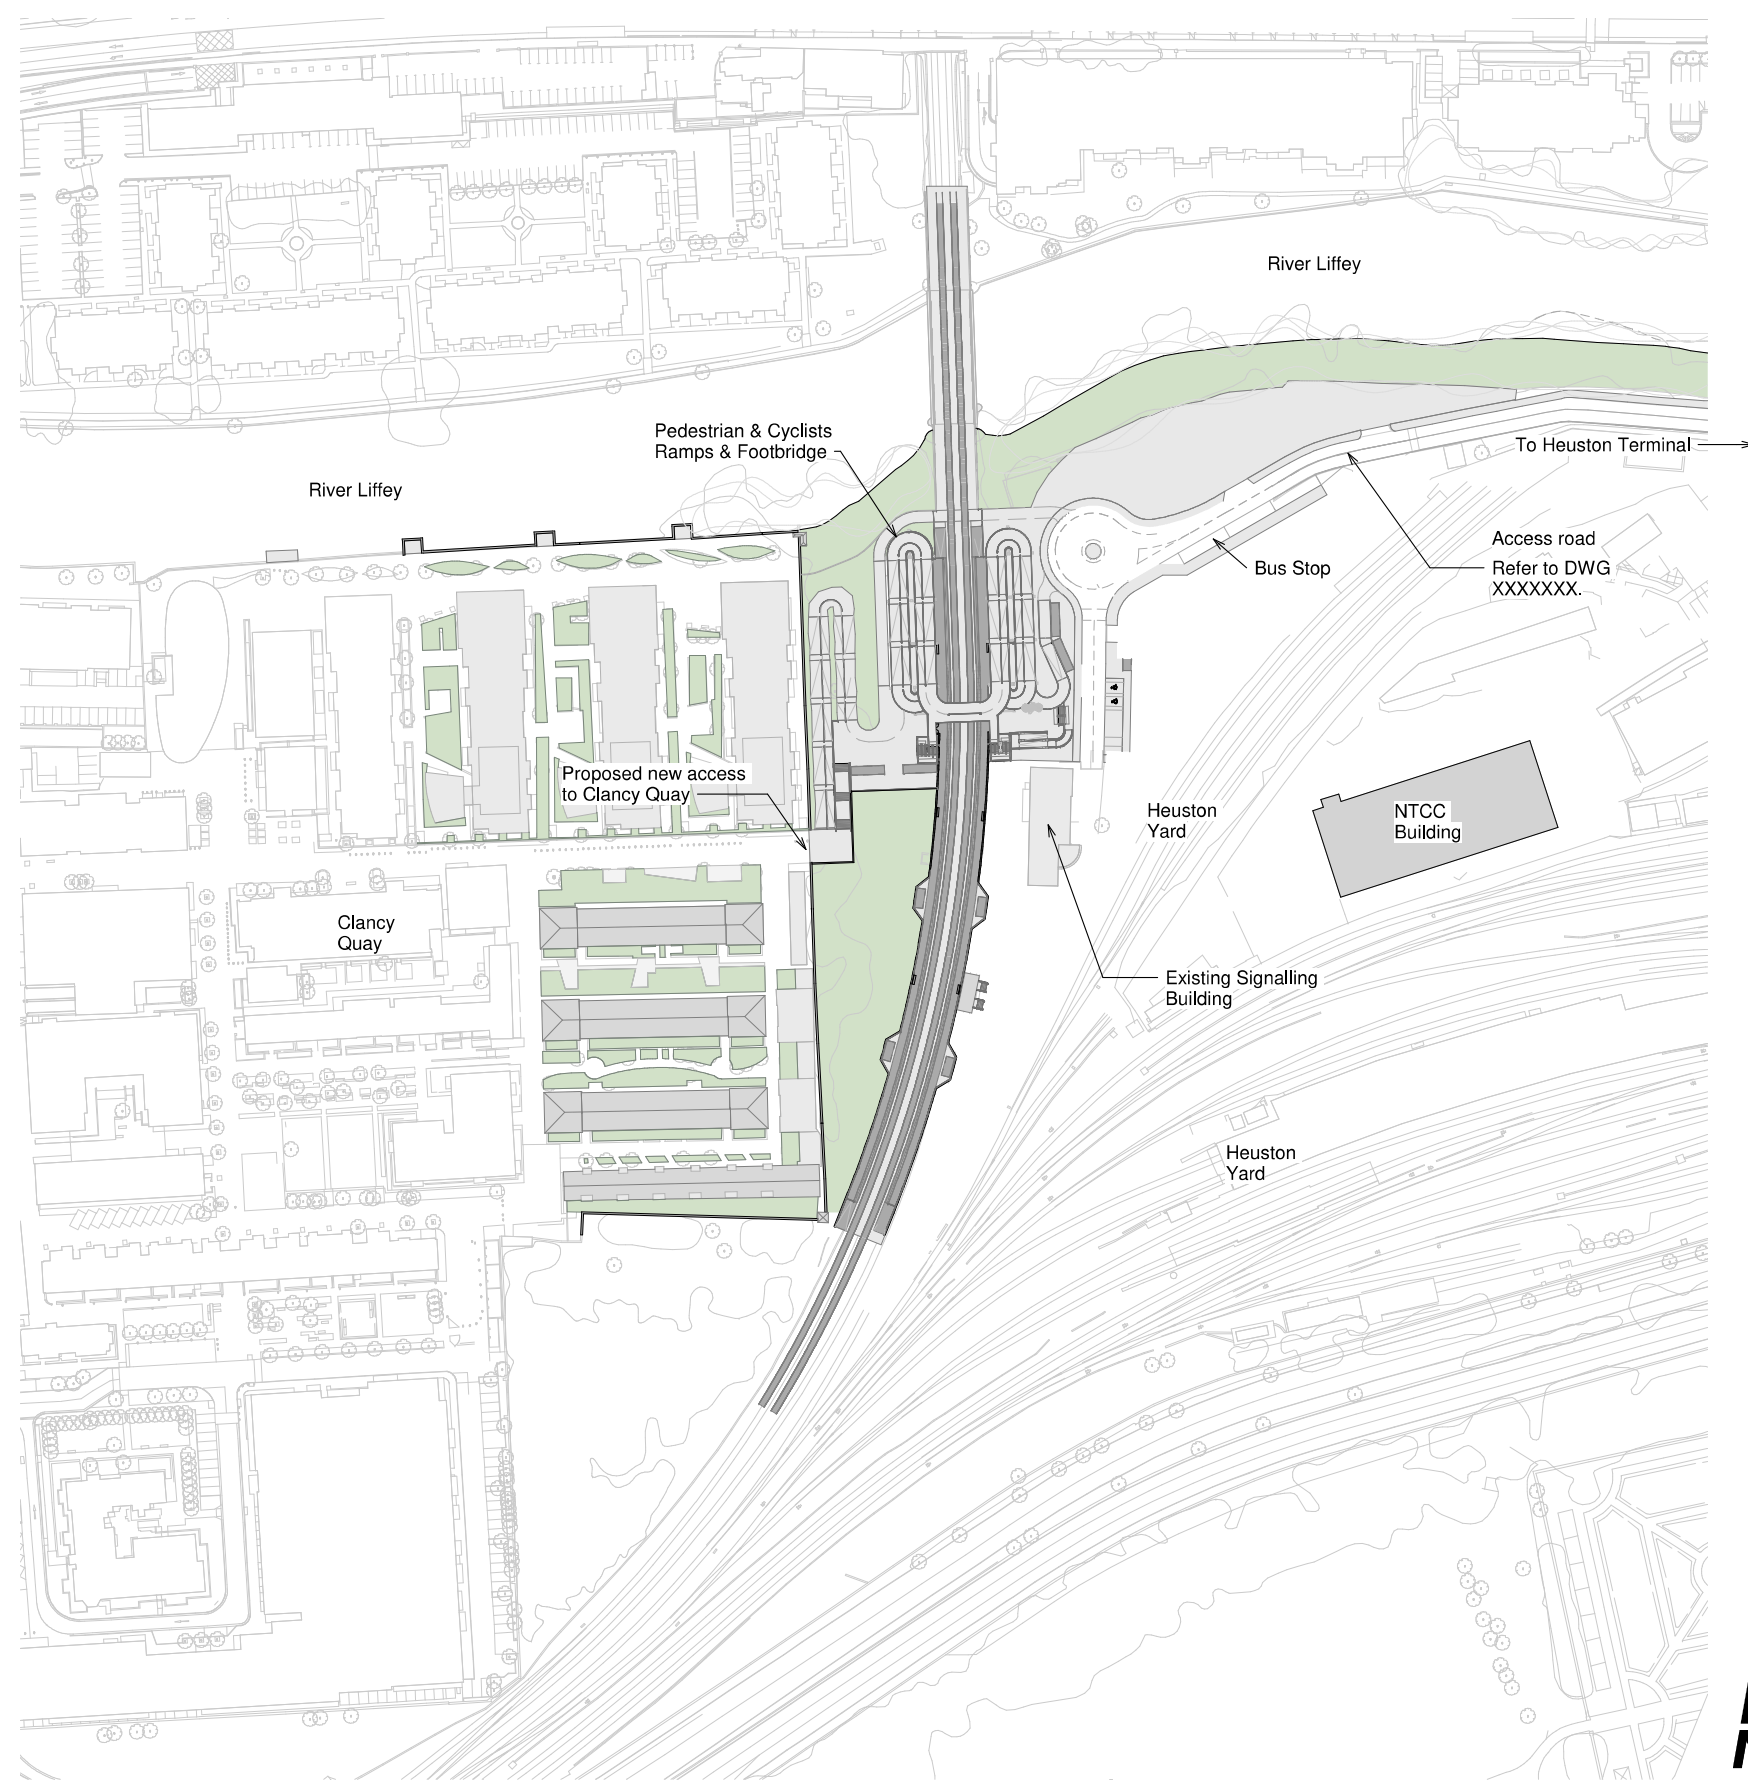 River Liffey
Pedestrian & Cyclists
Ramps & Footbridge
To Heuston Terminal
River Liffey
Access road
Refer to DWG
XXXXXXX.
Bus Stop
Proposed new access
to Clancy Quay
Heuston
Yard
NTCC
Building
Clancy
Quay
Existing Signalling
Building
Heuston
Yard